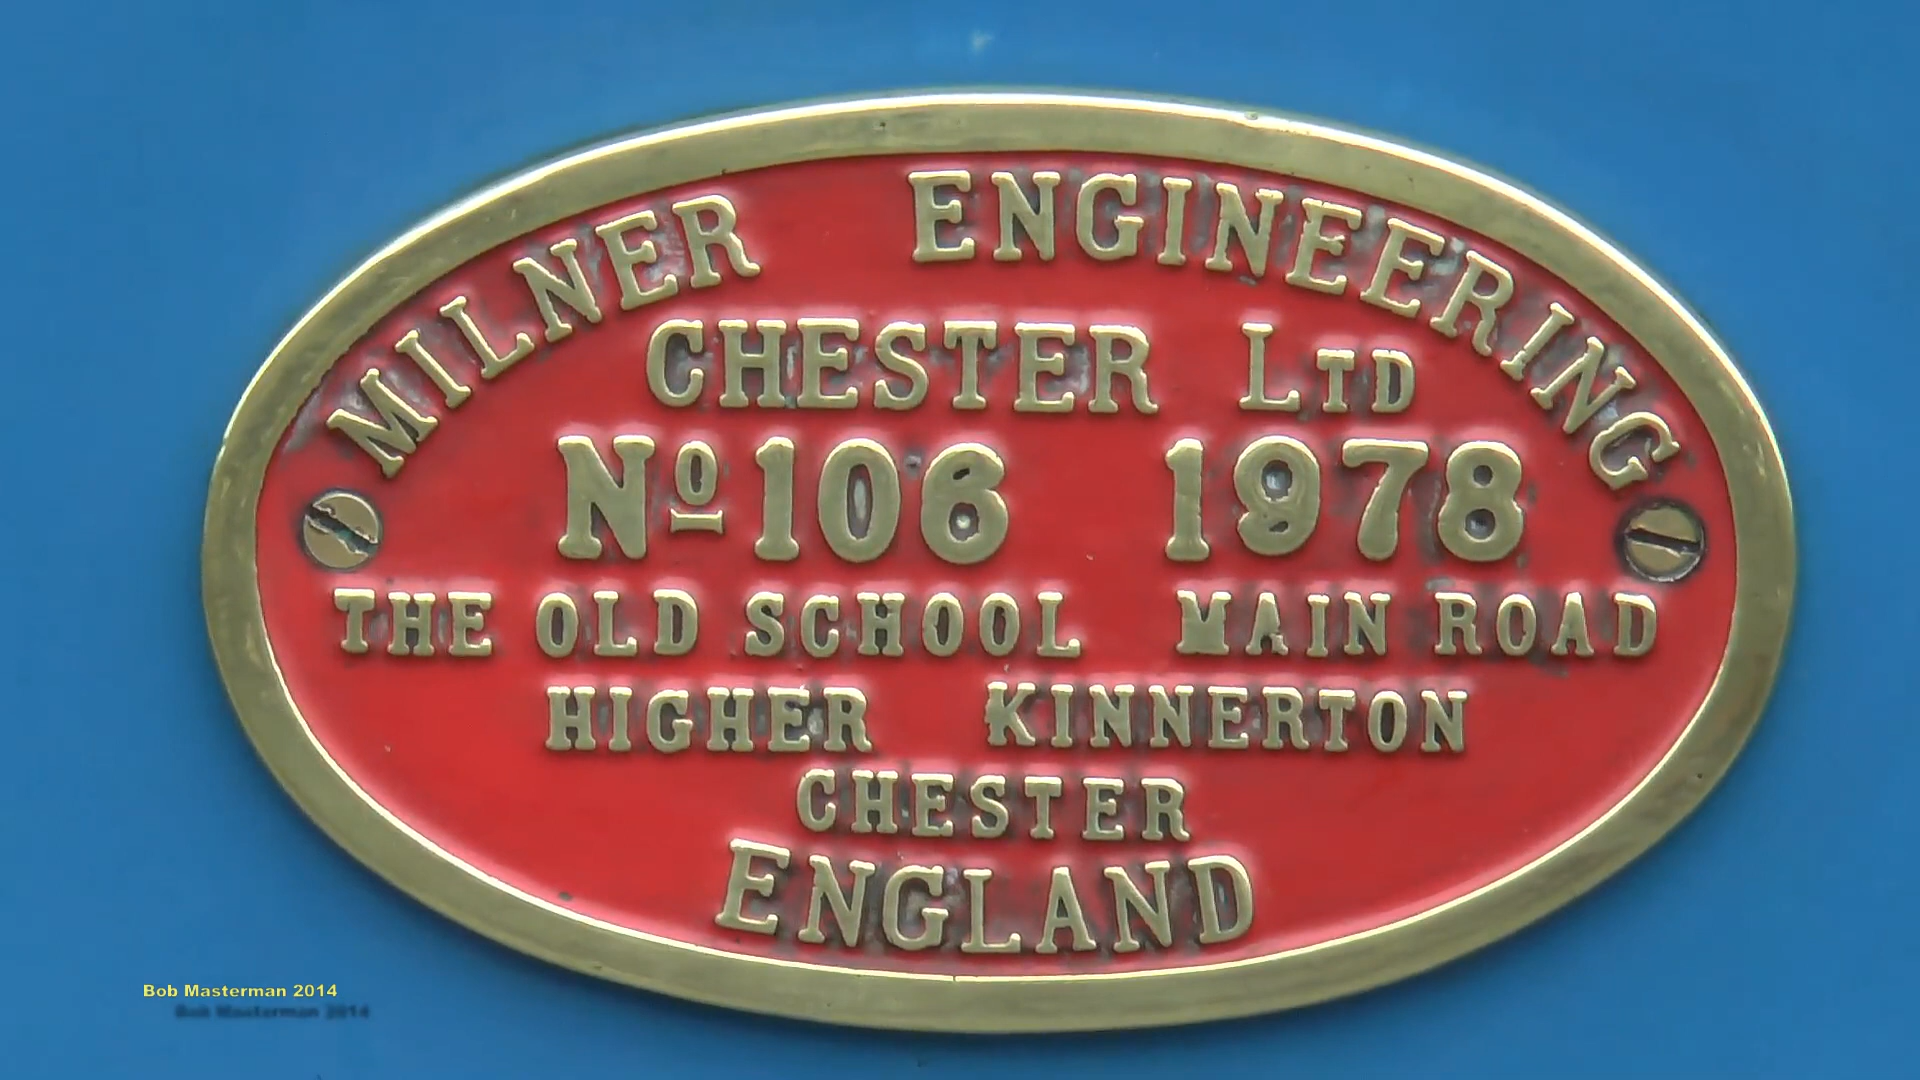 MILNER ENGINEERING
CHESTER LTD
Nº 106 1978
THE OLD SCHOOL MAIN ROAD
HIGHER KINNERTON
CHESTER
ENGLAND
Bob Masterman 2014